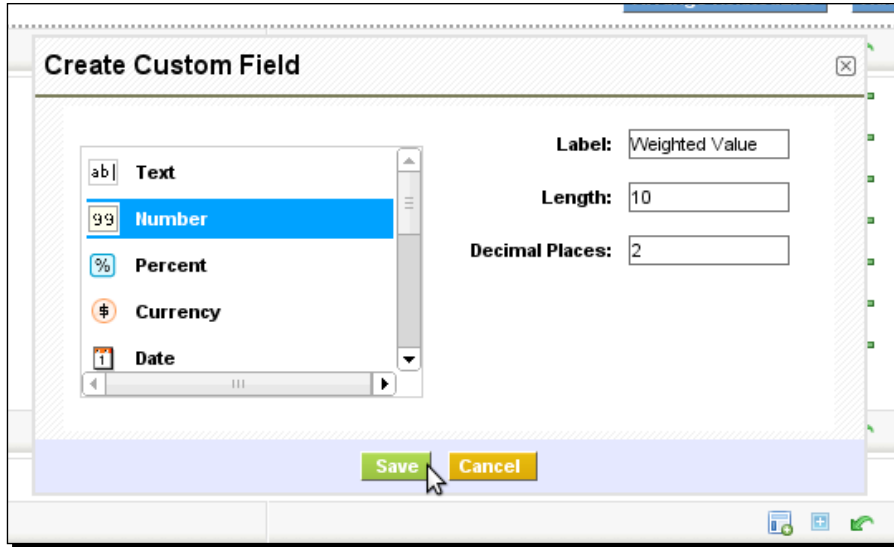 Create Custom Field
Label: Weighted Value
ab| Text
Length: 10
99 Number
Decimal Places: 2
% Percent
$ Currency
1 Date
Save Cancel